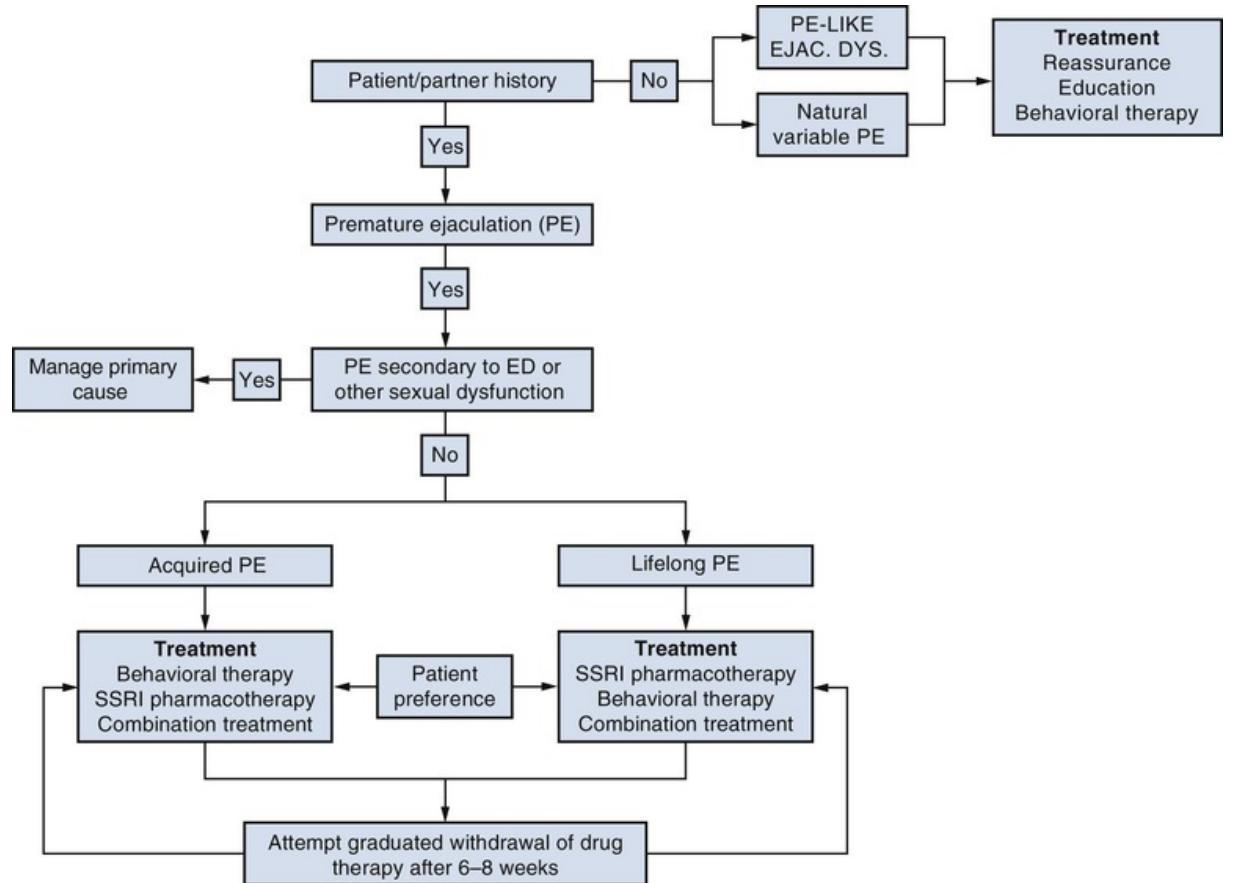 PE-LIKE
EJAC. DYS.
Treatment
Reassurance
Education
Behavioral therapy
Patient/partner history
No
Natural
variable PE
Yes
Premature ejaculation (PE)
Yes
Manage primary
cause
Yes
PE secondary to ED or
other sexual dysfunction
No
Acquired PE
Lifelong PE
Treatment
Behavioral therapy
SSRI pharmacotherapy
Combination treatment
Patient
preference
Treatment
SSRI pharmacotherapy
Behavioral therapy
Combination treatment
Attempt graduated withdrawal of drug
therapy after 6–8 weeks